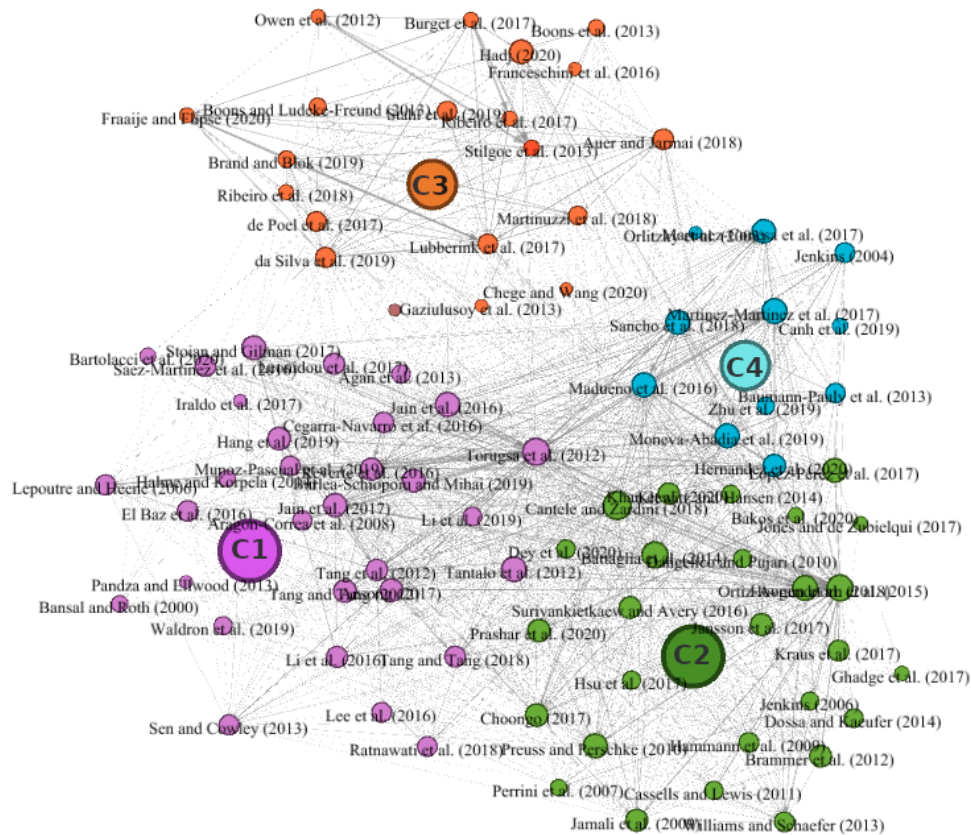 Owen et al. (2012)
Burget et al. (2017)
Boons et al. (2013)
Hadj (2020)
Franceschini et al. (2016)
Boons and Ludeke-Freund (2013)
Fraaije and Flipse (2020)
Ribeiro et al. (2017)
Stilgoe et al. (2013)
Auer and Jarmai (2018)
Brand and Blok (2019)
C3
Ribeiro et al. (2018)
de Poel et al. (2017)
Martinuzzi et al. (2018)
Lubberink et al. (2017)
da Silva et al. (2019)
Jenkins (2004)
Chege and Wang (2020)
Gaziulusoy et al. (2013)
Martinez-Martinez et al. (2017)
Sancho et al. (2018)
Canh et al. (2019)
Stojan and Gilman (2017)
Bartolacci et al. (2020)
Saez-Martinez et al. (2016)
Agan et al. (2013)
C4
Madueno et al. (2016)
Baumann-Pauly et al. (2013)
Iraldo et al. (2017)
Jain et al. (2016)
Zhu et al. (2019)
Cegarra-Navarro et al. (2016)
Hang et al. (2019)
Moneva-Abadia et al. (2019)
Torugsa et al. (2012)
Munoz-Pascual et al. (2019)
Lepoutre and Heene (2006)
Halme and Korpela (2014)
Burlea-Schiopoiu and Mihai (2019)
Jain et al. (2017)
Cantele and Zardini (2018)
El Baz et al. (2016)
Aragon-Correa et al. (2008)
Li et al. (2019)
Bakos et al. (2020)
Jones and de Zubielqui (2017)
C1
Dey et al. (2020)
Battaglia et al. (2014)
Dangelico and Pujari (2010)
Tang et al. (2012)
Tantalo et al. (2012)
Pandza and Ellwood (2013)
Bansal and Roth (2000)
Suriyankietkaew and Avery (2016)
Waldron et al. (2019)
Prashar et al. (2020)
Jansson et al. (2017)
C2
Li et al. (2016)
Tang and Tang (2018)
Kraus et al. (2017)
Ghadge et al. (2017)
Hsu et al. (2017)
Jenkins (2006)
Lee et al. (2016)
Choongo (2017)
Dossa and Kaeufer (2014)
Sen and Cowley (2013)
Ratnawati et al. (2018)
Preuss and Perschke (2010)
Hammann et al. (2009)
Brammer et al. (2012)
Perrini et al. (2007)
Cassells and Lewis (2011)
Jamali et al. (2009)
Williams and Schaefer (2013)